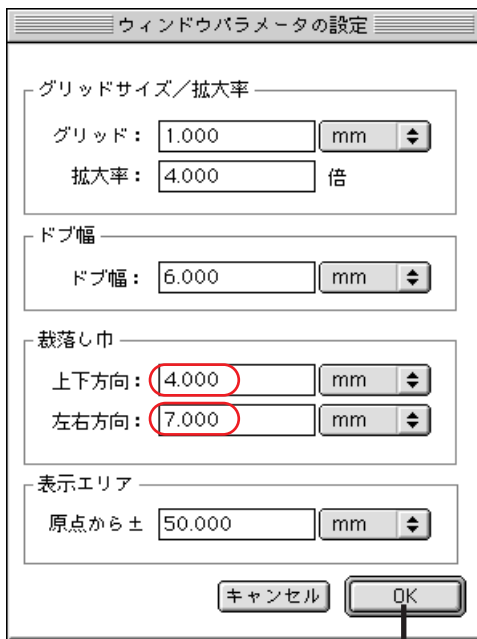 ウィンドウパラメータの設定
グリッドサイズ／拡大率
グリッド： 1.000 mm
拡大率： 4.000 倍
ドブ幅
ドブ幅： 6.000 mm
裁落し巾
上下方向： 4.000 mm
左右方向： 7.000 mm
表示エリア
原点から± 50.000 mm
キャンセル OK